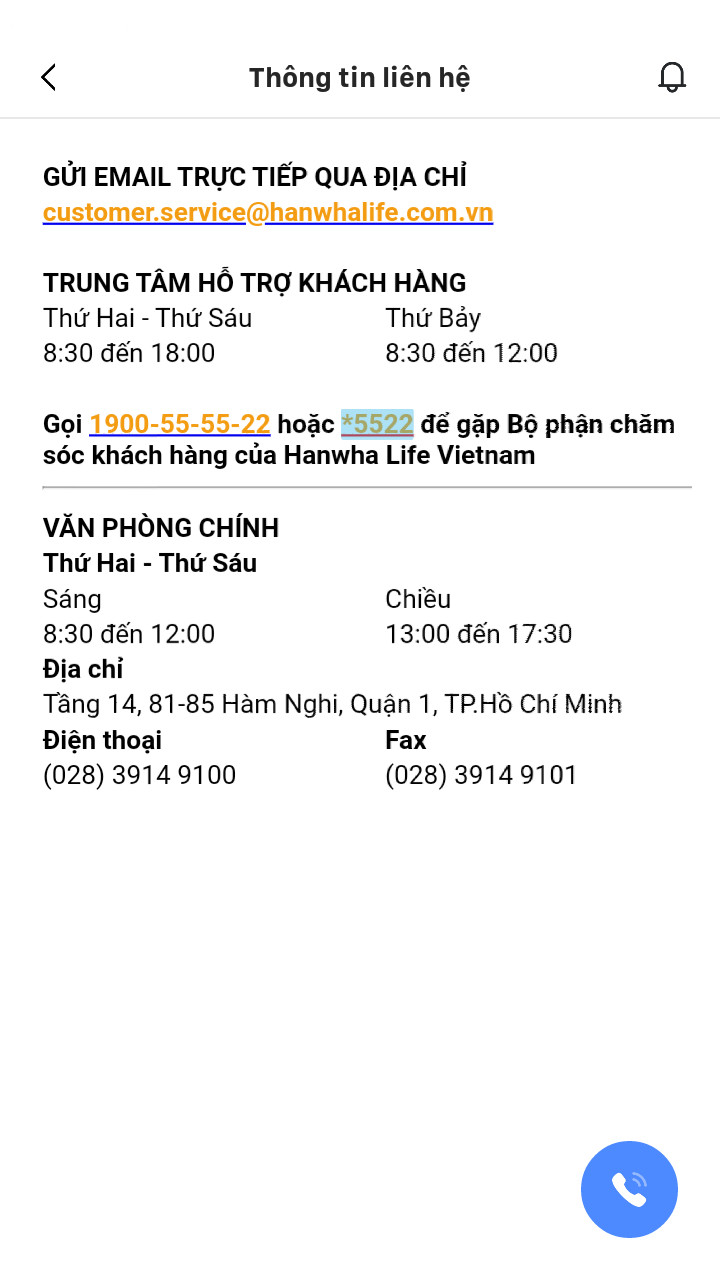 Thông tin liên hệ
GỬI EMAIL TRỰC TIẾP QUA ĐỊA CHỈ
customer.service@hanwhalife.com.vn
TRUNG TÂM HỖ TRỢ KHÁCH HÀNG
Thứ Hai - Thứ Sáu Thứ Bảy
8:30 đến 18:00 8:30 đến 12:00
Gọi 1900-55-55-22 hoặc *5522 để gặp Bộ phận chăm
sóc khách hàng của Hanwha Life Vietnam
VĂN PHÒNG CHÍNH
Thứ Hai - Thứ Sáu
Sáng Chiều
8:30 đến 12:00 13:00 đến 17:30
Địa chỉ
Tầng 14, 81-85 Hàm Nghi, Quận 1, TP.Hồ Chí Minh
Điện thoại Fax
(028) 3914 9100 (028) 3914 9101